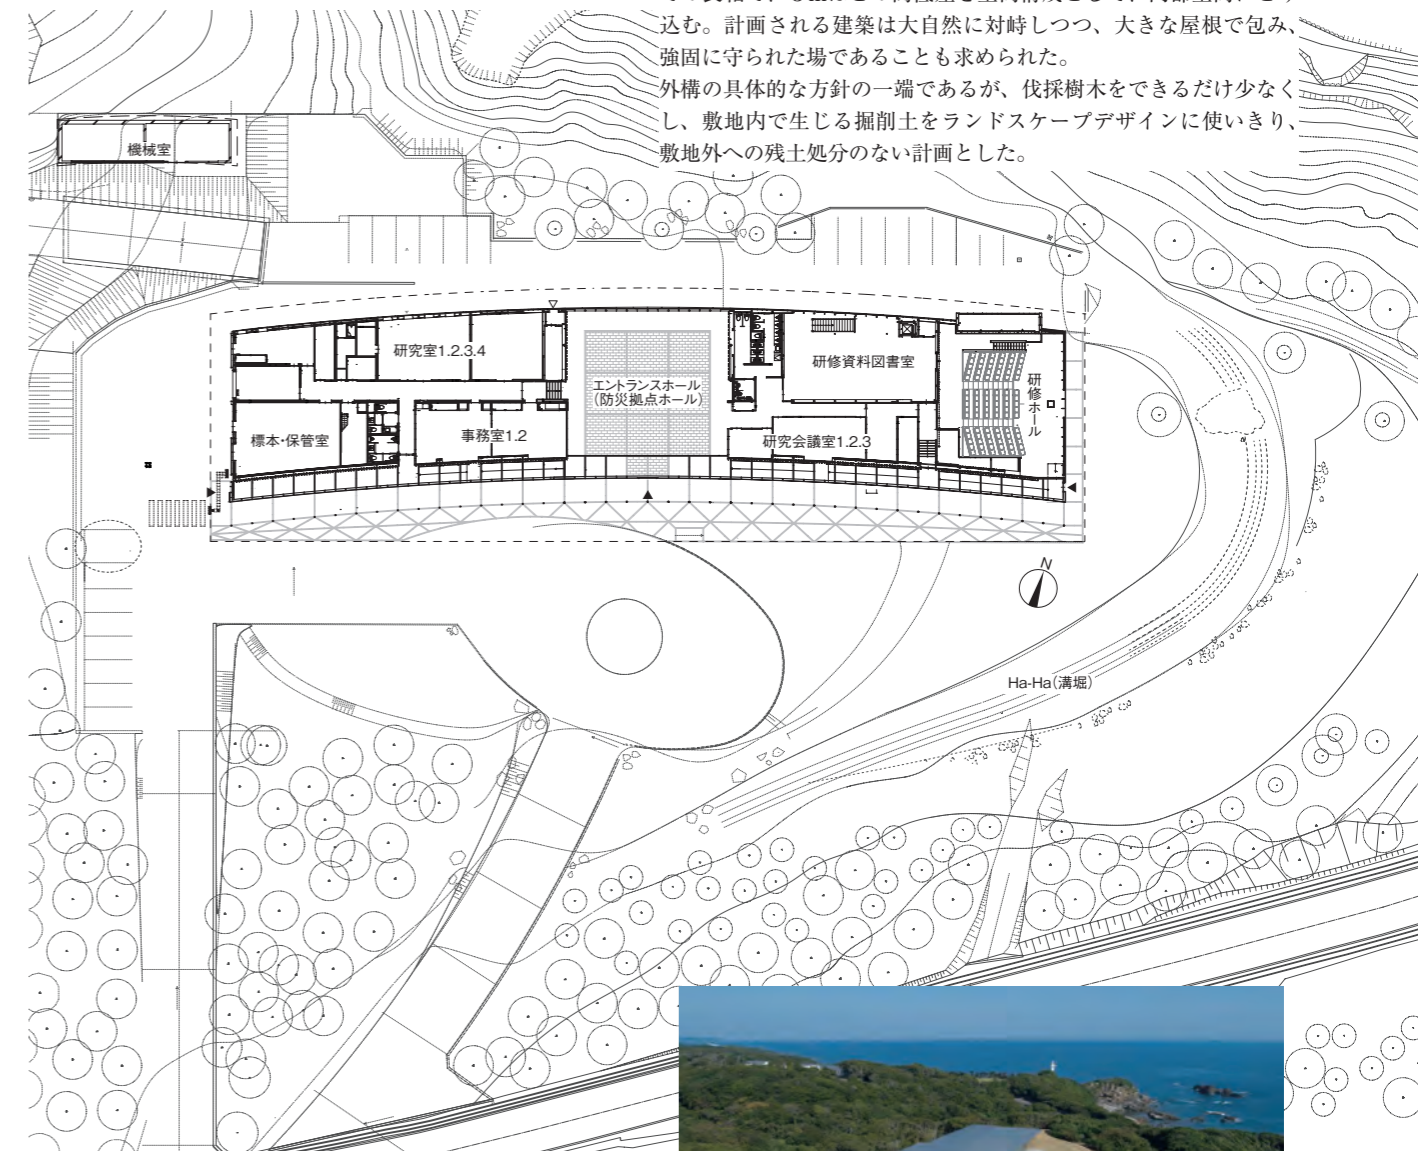 込む。計画される建築は大自然に対峙しつつ、大きな屋根で包み、
強固に守られた場であることも求められた。
外構の具体的な方針の一端であるが、伐採樹木をできるだけ少なく
し、敷地内で生じる掘削土をランドスケープデザインに使いきり、
敷地外への残土処分のない計画とした。
機械室
研究室1.2.3.4
エントランスホール
(防災拠点ホール)
研修資料図書室
研修ホール
標本・保管室
事務室1.2
研究会議室1.2.3
N
Ha-Ha(溝堀)